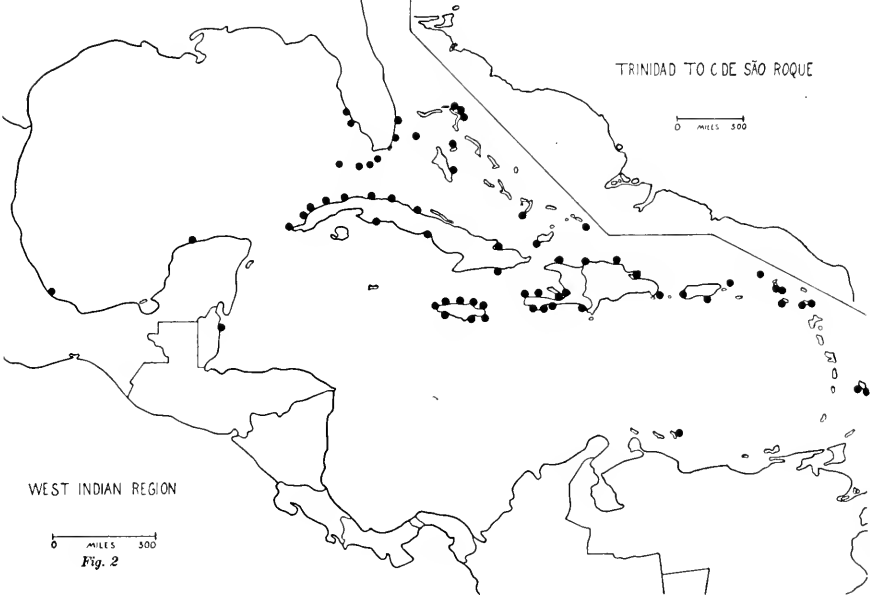 TRINIDAD TO C DE SÃO ROQUE
0 MILES 300
WEST INDIAN REGION
0 MILES 300
Fig. 2